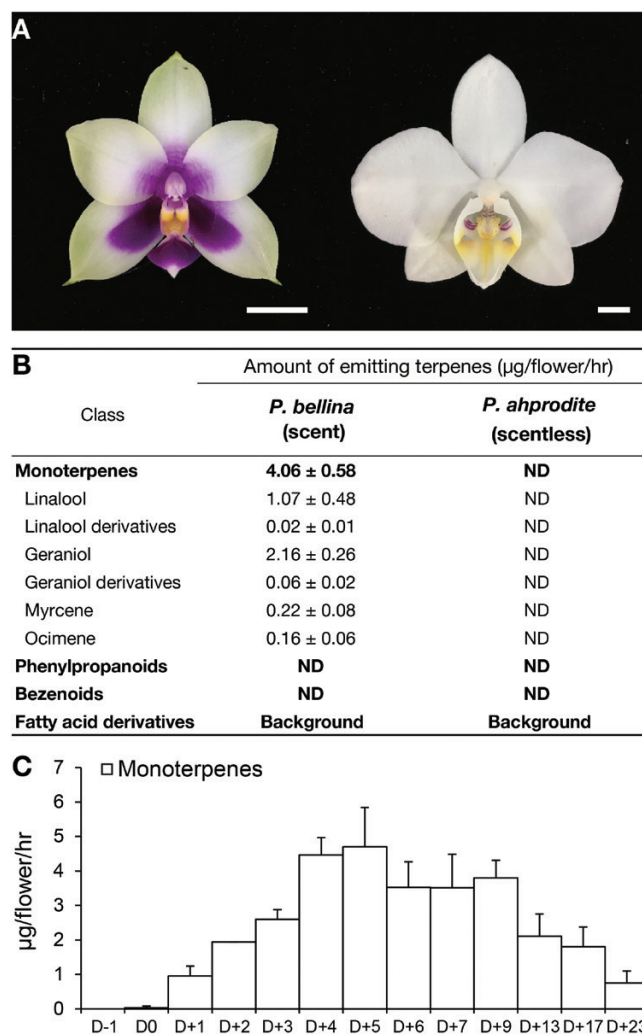 A
B Amount of emitting terpenes (µg/flower/hr)
Class P. bellina (scent) P. ahprodite (scentless)
Monoterpenes 4.06 ± 0.58 ND
Linalool 1.07 ± 0.48 ND
Linalool derivatives 0.02 ± 0.01 ND
Geraniol 2.16 ± 0.26 ND
Geraniol derivatives 0.06 ± 0.02 ND
Myrcene 0.22 ± 0.08 ND
Ocimene 0.16 ± 0.06 ND
Phenylpropanoids ND ND
Bezenoids ND ND
Fatty acid derivatives Background Background
C
Monoterpenes
µg/flower/hr
7
6
5
4
3
2
1
0
D-1 D0 D+1 D+2 D+3 D+4 D+5 D+6 D+7 D+9 D+13 D+17 D+23